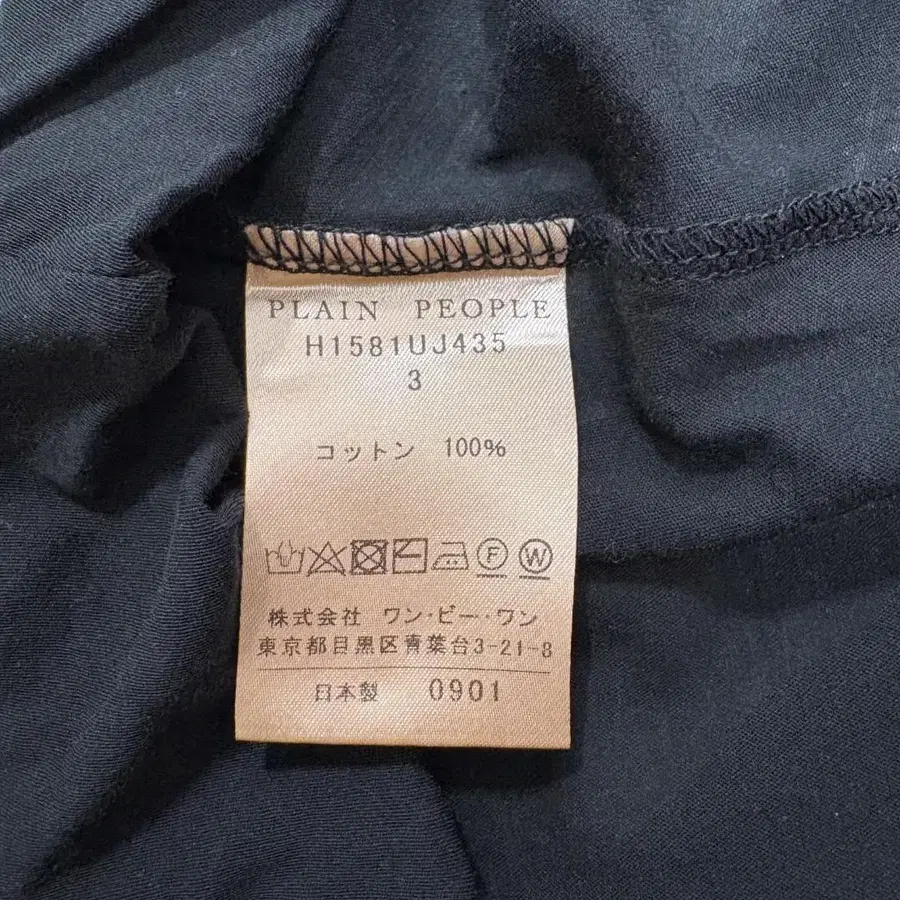 PLAIN PEOPLE
H1581UJ435
3
コットン 100%
F W
株式会社 ワン・ビー・ワン
東京都目黒区青葉台3-21-8
日本製 0901